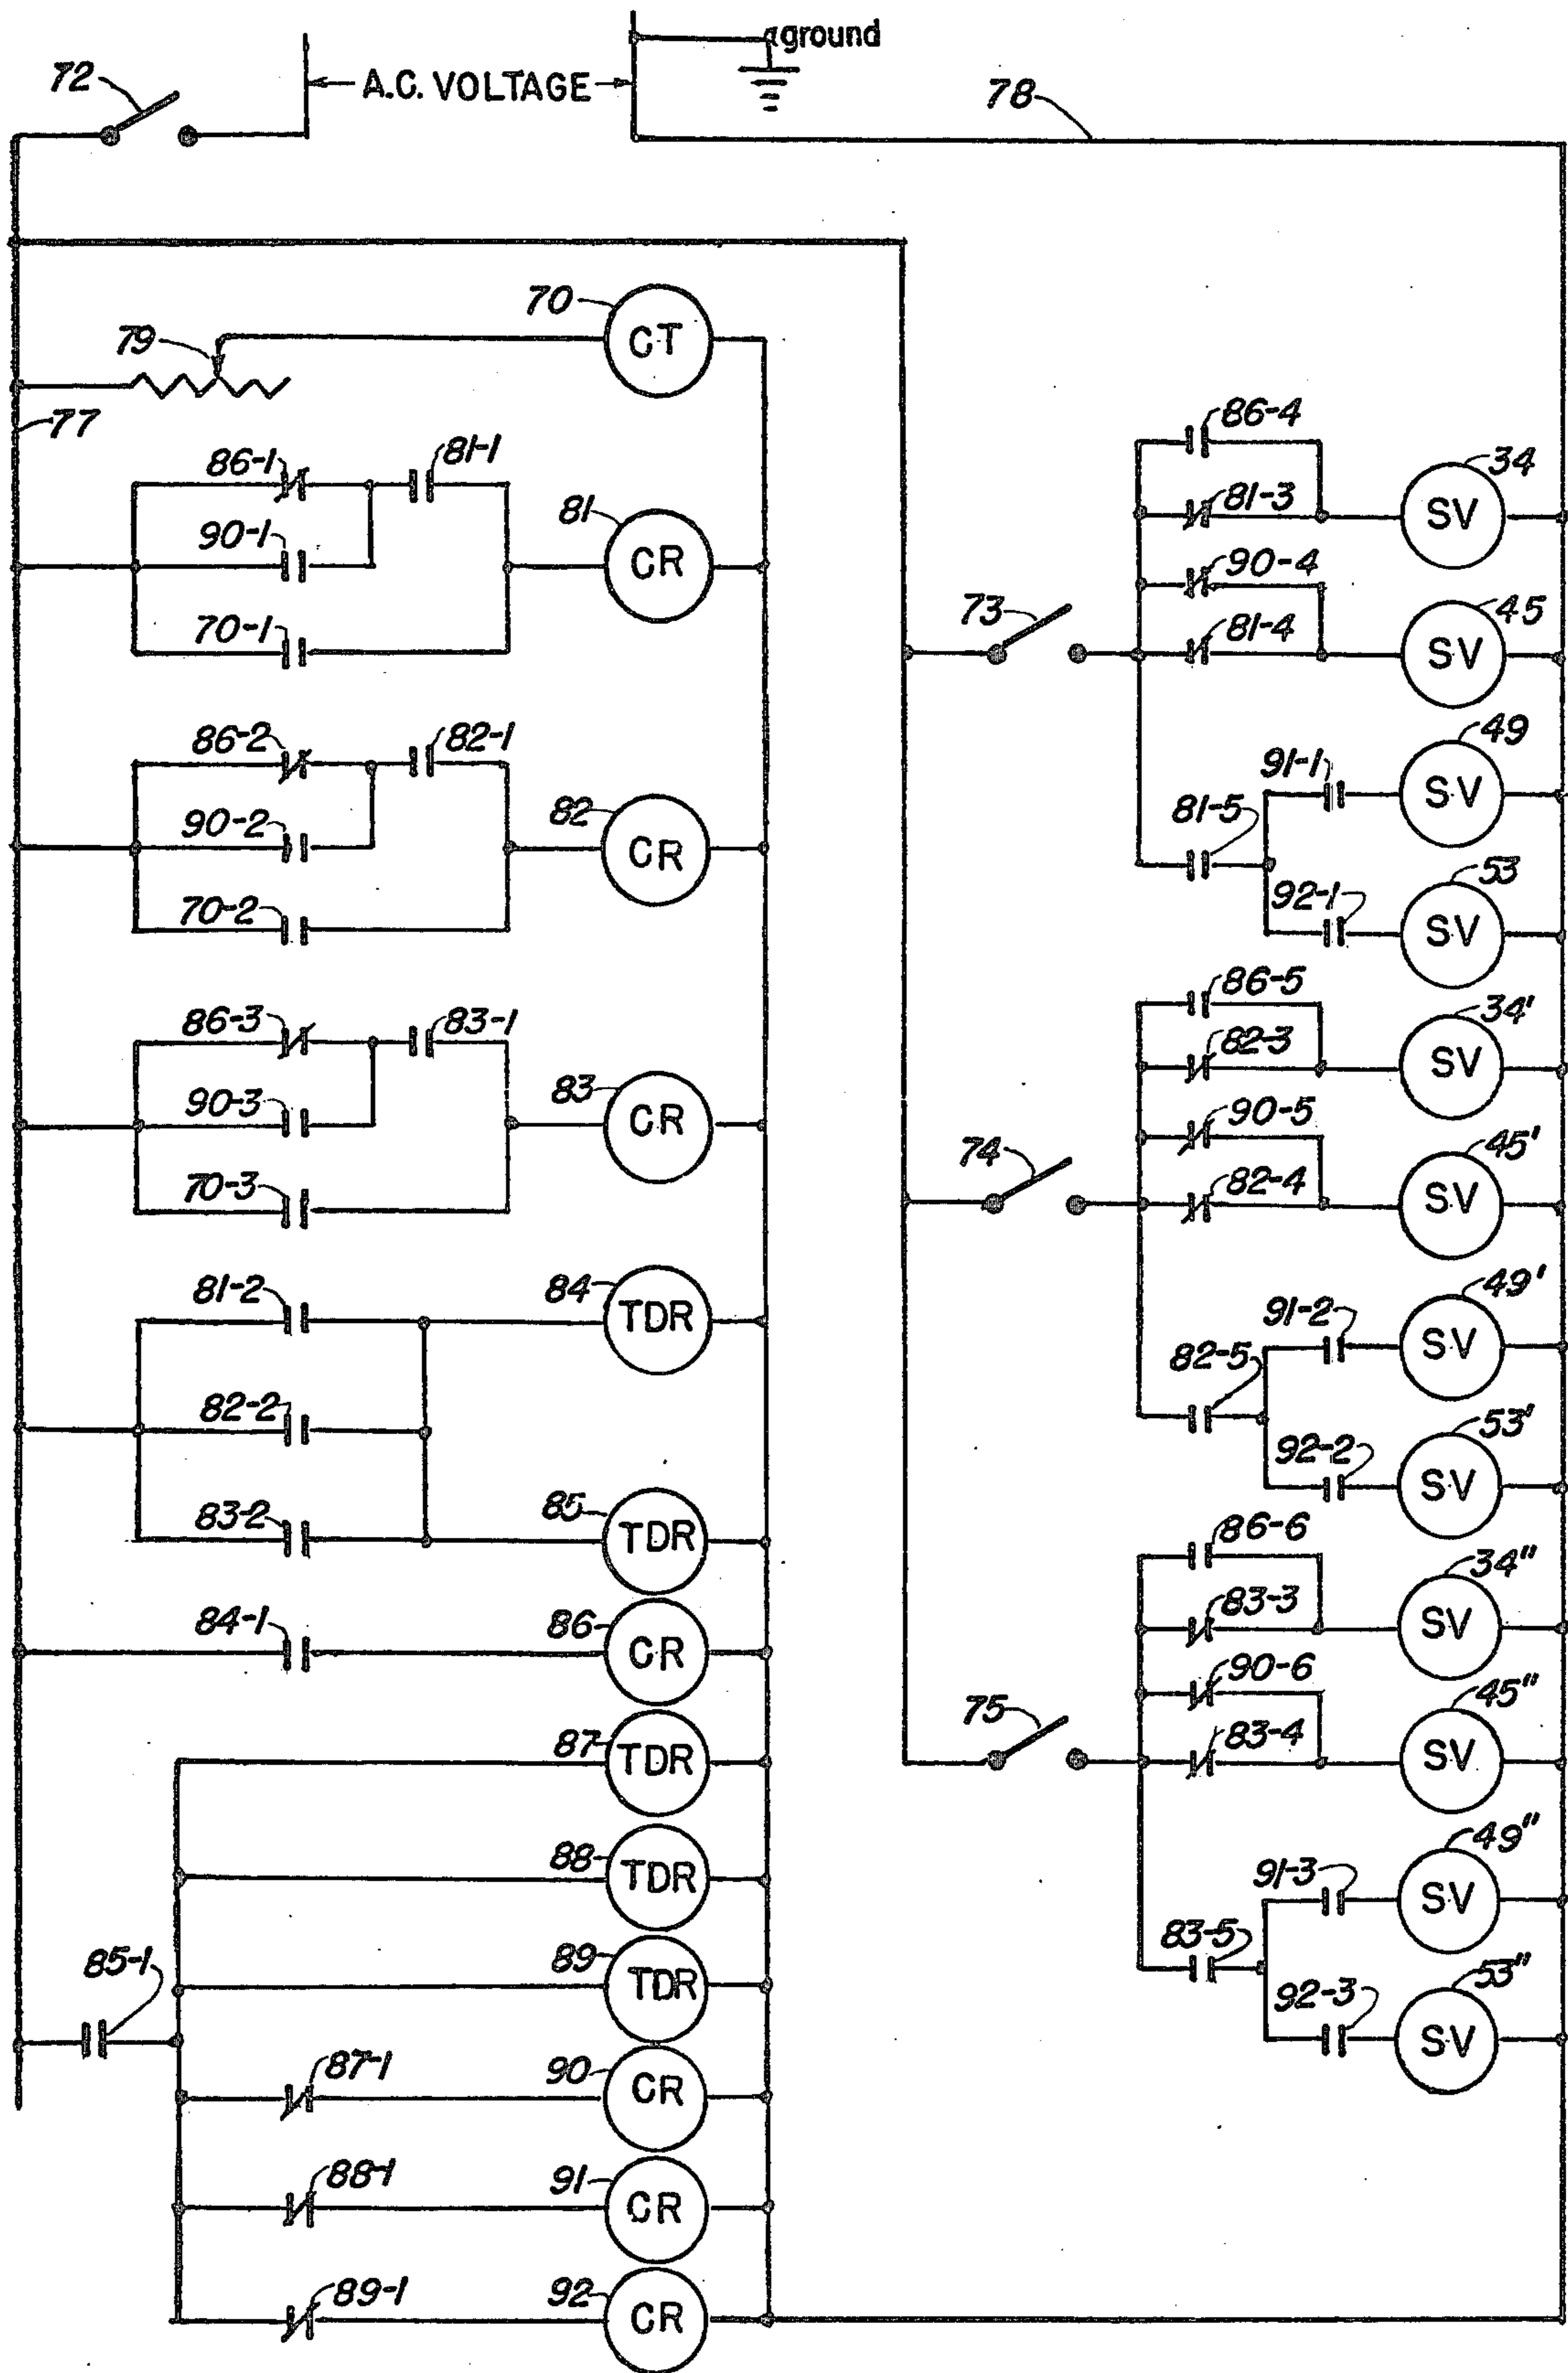 ground
72
A.C. VOLTAGE
78
70
CT
79
77
86-1
81-1
81
CR
90-1
70-1
86-2
82-1
82
CR
90-2
70-2
86-3
83-1
83
CR
90-3
70-3
81-2
84
TDR
82-2
83-2
85
TDR
84-1
86
CR
87
TDR
88
TDR
85-1
89
TDR
87-1
90
CR
88-1
91
CR
89-1
92
CR
86-4
34
81-3
SV
90-4
73
45
81-4
SV
49
91-1
SV
81-5
53
92-1
SV
86-5
34'
82-3
SV
90-5
74
45'
82-4
SV
49'
91-2
SV
82-5
53'
92-2
SV
86-6
34"
83-3
SV
90-6
75
45"
83-4
SV
49"
91-3
SV
83-5
53"
92-3
SV